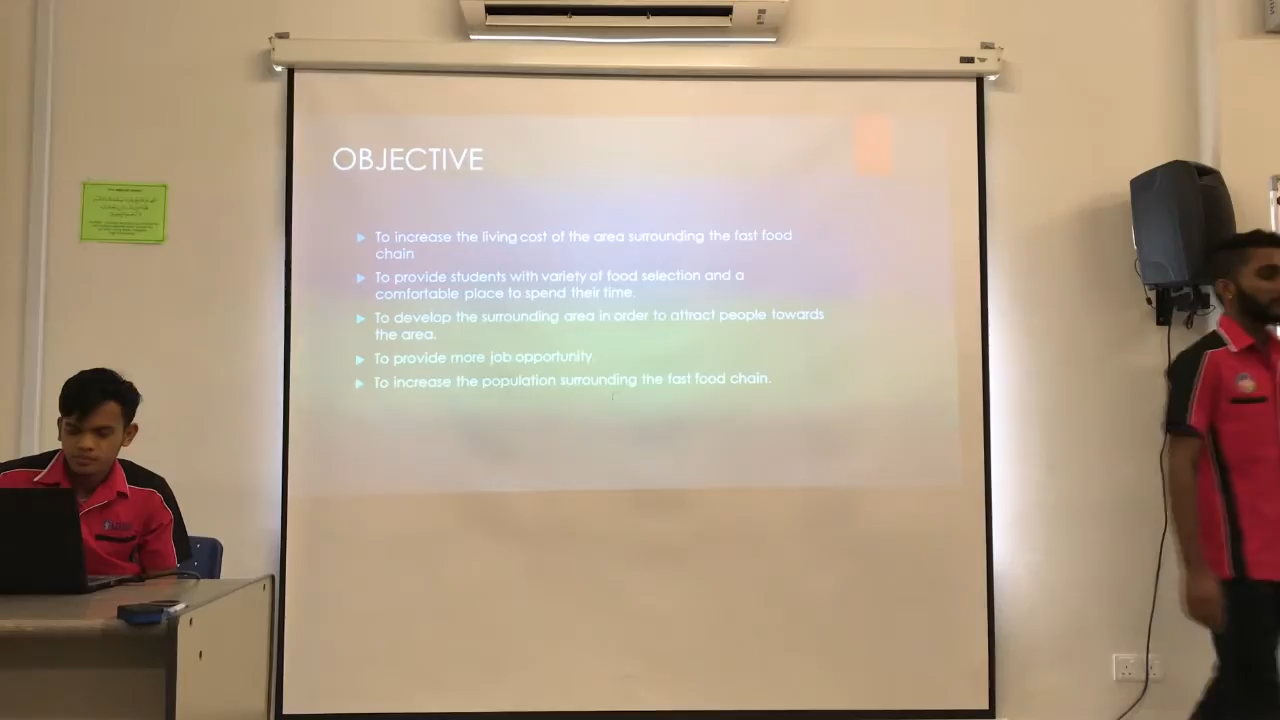 OBJECTIVE
To increase the living cost of the area surrounding the fast food
chain
To provide students with variety of food selection and a
comfortable place to spend their time.
To develop the surrounding area in order to attract people towards
the area.
To provide more job opportunity.
To increase the population surrounding the fast food chain.